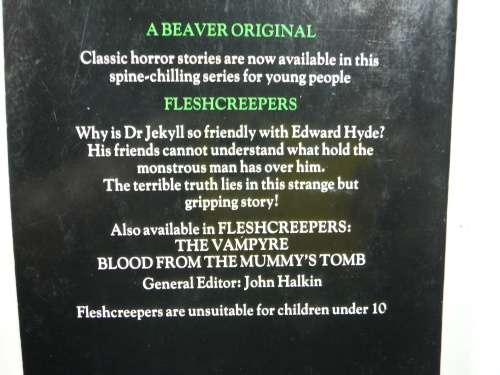 A BEAVER ORIGINAL
Classic horror stories are now available in this
spine-chilling series for young people
FLESHCREEPERS
Why is Dr Jekyll so friendly with Edward Hyde?
His friends cannot understand what hold the
monstrous man has over him.
The terrible truth lies in this strange but
gripping story!
Also available in FLESHCREEPERS:
THE VAMPYRE
BLOOD FROM THE MUMMY'S TOMB
General Editor: John Halkin
Fleshcreepers are unsuitable for children under 10